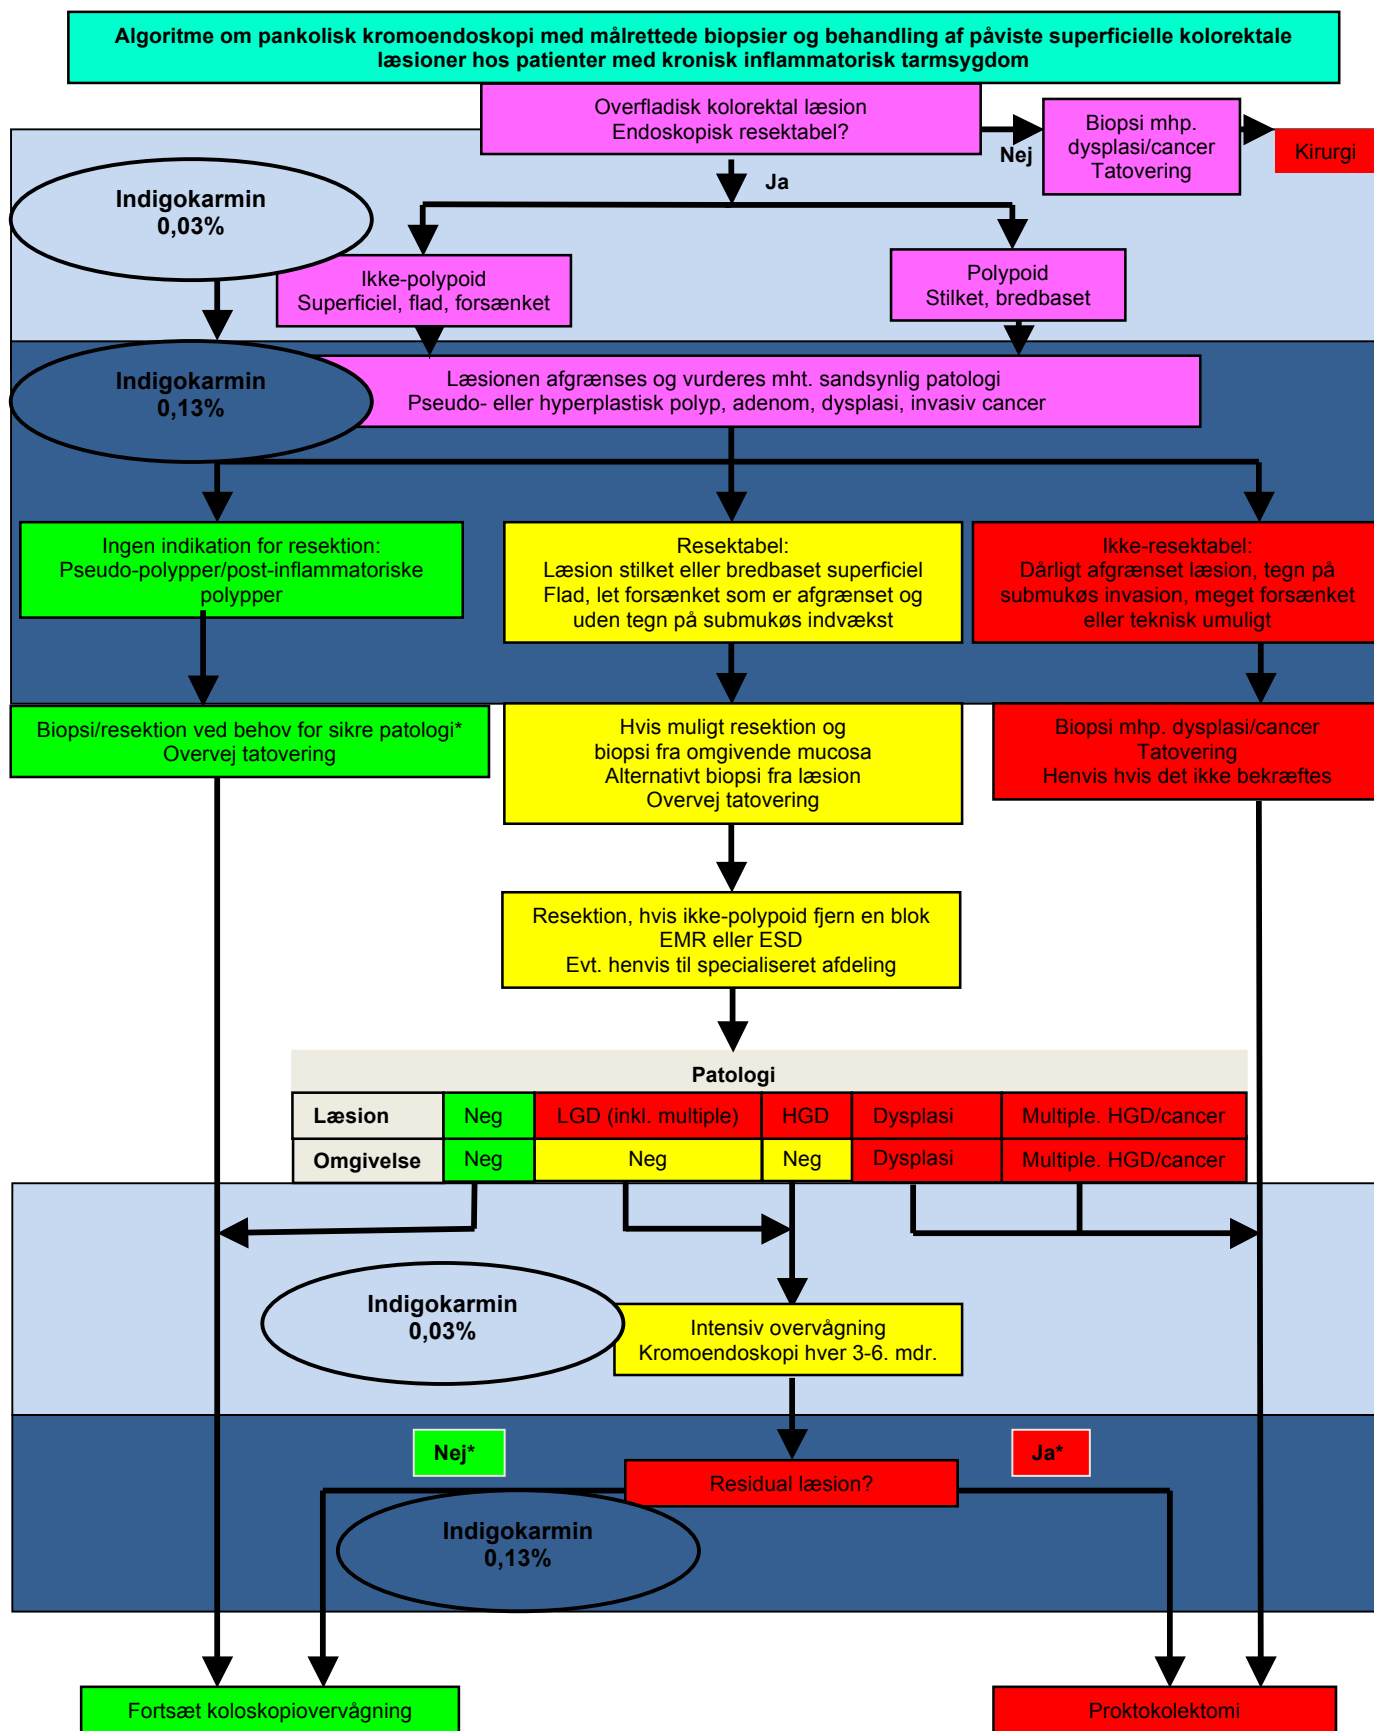 Algoritme om pankolisk kromoendoskopi med målrettede biopsier og behandling af påviste superficielle kolorektale
læsioner hos patienter med kronisk inflammatorisk tarmsygdom
Overfladisk kolorektal læsion
Endoskopisk resektabel?
Nej
Biopsi mhp.
dysplasi/cancer
Tatovering
Kirurgi
Ja
Indigokarmin
0,03%
Ikke-polypoid
Superficiel, flad, forsænket
Polypoid
Stilket, bredbaset
Indigokarmin
0,13%
Læsionen afgrænses og vurderes mht. sandsynlig patologi
Pseudo- eller hyperplastisk polyp, adenom, dysplasi, invasiv cancer
Ingen indikation for resektion:
Pseudo-polypper/post-inflammatoriske
polypper
Resektabel:
Læsion stilket eller bredbaset superficiel
Flad, let forsænket som er afgrænset og
uden tegn på submukøs indvækst
Ikke-resektabel:
Dårligt afgrænset læsion, tegn på
submukøs invasion, meget forsænket
eller teknisk umuligt
Biopsi/resektion ved behov for sikre patologi*
Overvej tatovering
Hvis muligt resektion og
biopsi fra omgivende mucosa
Alternativt biopsi fra læsion
Overvej tatovering
Biopsi mhp. dysplasi/cancer
Tatovering
Henvis hvis det ikke bekræftes
Resektion, hvis ikke-polypoid fjern en blok
EMR eller ESD
Evt. henvis til specialiseret afdeling
Patologi
Læsion Neg LGD (inkl. multiple) HGD Dysplasi Multiple. HGD/cancer
Omgivelse Neg Neg Neg Dysplasi Multiple. HGD/cancer
Indigokarmin
0,03%
Intensiv overvågning
Kromoendoskopi hver 3-6. mdr.
Nej*
Ja*
Residual læsion?
Indigokarmin
0,13%
Fortsæt koloskopiovervågning
Proktokolektomi